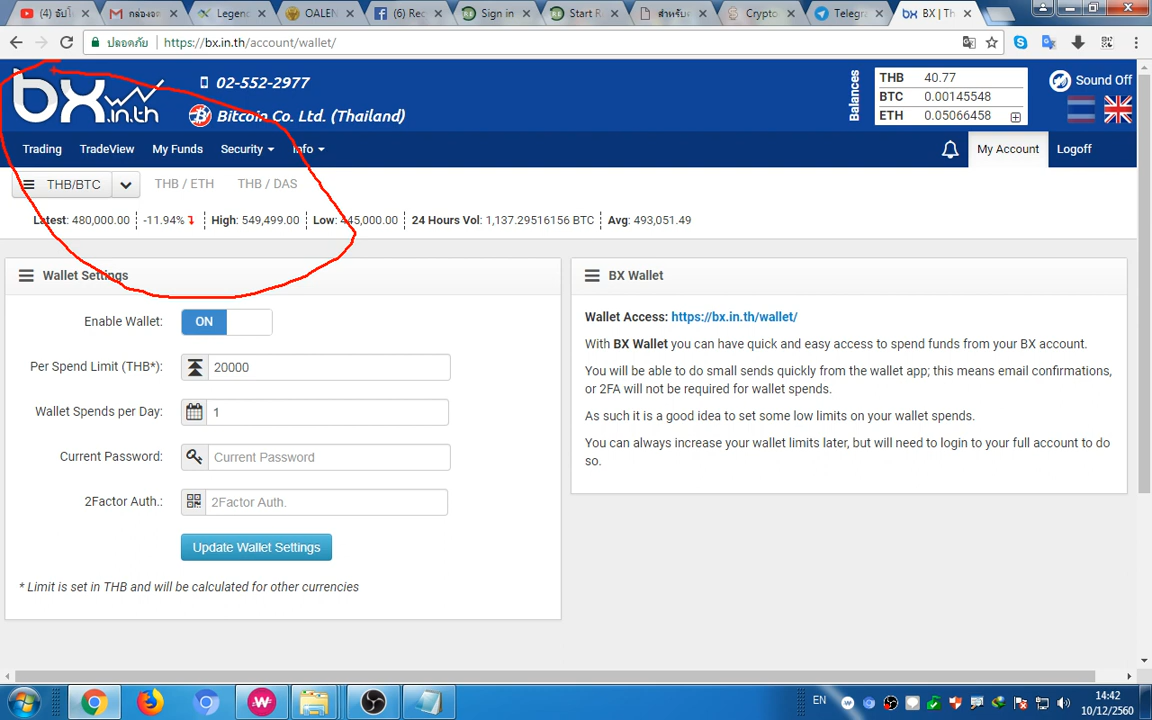 (4) ฉัน
กล่องจด
Legend
OALEN
(6) Rec
Sign in
Start R
สำหรับ
Crypto
Telegra
BX | Th
ปลอดภัย
https://bx.in.th/account/wallet/
bx.in.th
02-552-2977
Bitcoin Co. Ltd. (Thailand)
Balances
THB 40.77
BTC 0.00145548
ETH 0.05066458
Sound Off
Trading TradeView My Funds Security Info My Account Logoff
THB/BTC THB / ETH THB / DAS
Latest: 480,000.00 -11.94% High: 549,499.00 Low: 445,000.00 24 Hours Vol: 1,137.29516156 BTC Avg: 493,051.49
Wallet Settings
Enable Wallet: ON
Per Spend Limit (THB*): 20000
Wallet Spends per Day: 1
Current Password: Current Password
2Factor Auth.: 2Factor Auth.
Update Wallet Settings
* Limit is set in THB and will be calculated for other currencies
BX Wallet
Wallet Access: https://bx.in.th/wallet/
With BX Wallet you can have quick and easy access to spend funds from your BX account.
You will be able to do small sends quickly from the wallet app; this means email confirmations,
or 2FA will not be required for wallet spends.
As such it is a good idea to set some low limits on your wallet spends.
You can always increase your wallet limits later, but will need to login to your full account to do
so.
EN
14:42
10/12/2560